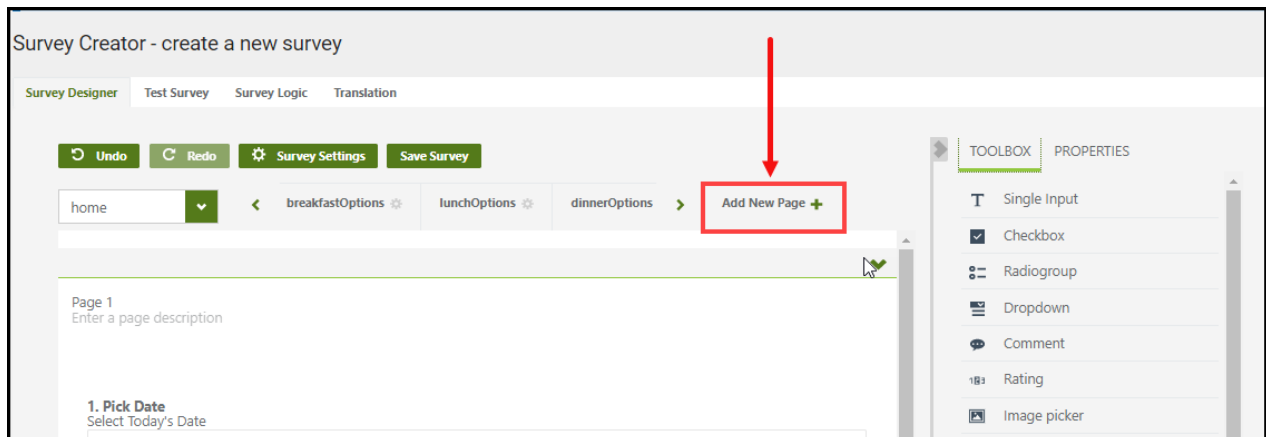 Survey Creator - create a new survey
Survey Designer Test Survey Survey Logic Translation
Undo Redo Survey Settings Save Survey
home breakfastOptions lunchOptions dinnerOptions Add New Page
Page 1
Enter a page description
1. Pick Date
Select Today's Date
TOOLBOX PROPERTIES
Single Input
Checkbox
Radiogroup
Dropdown
Comment
Rating
Image picker